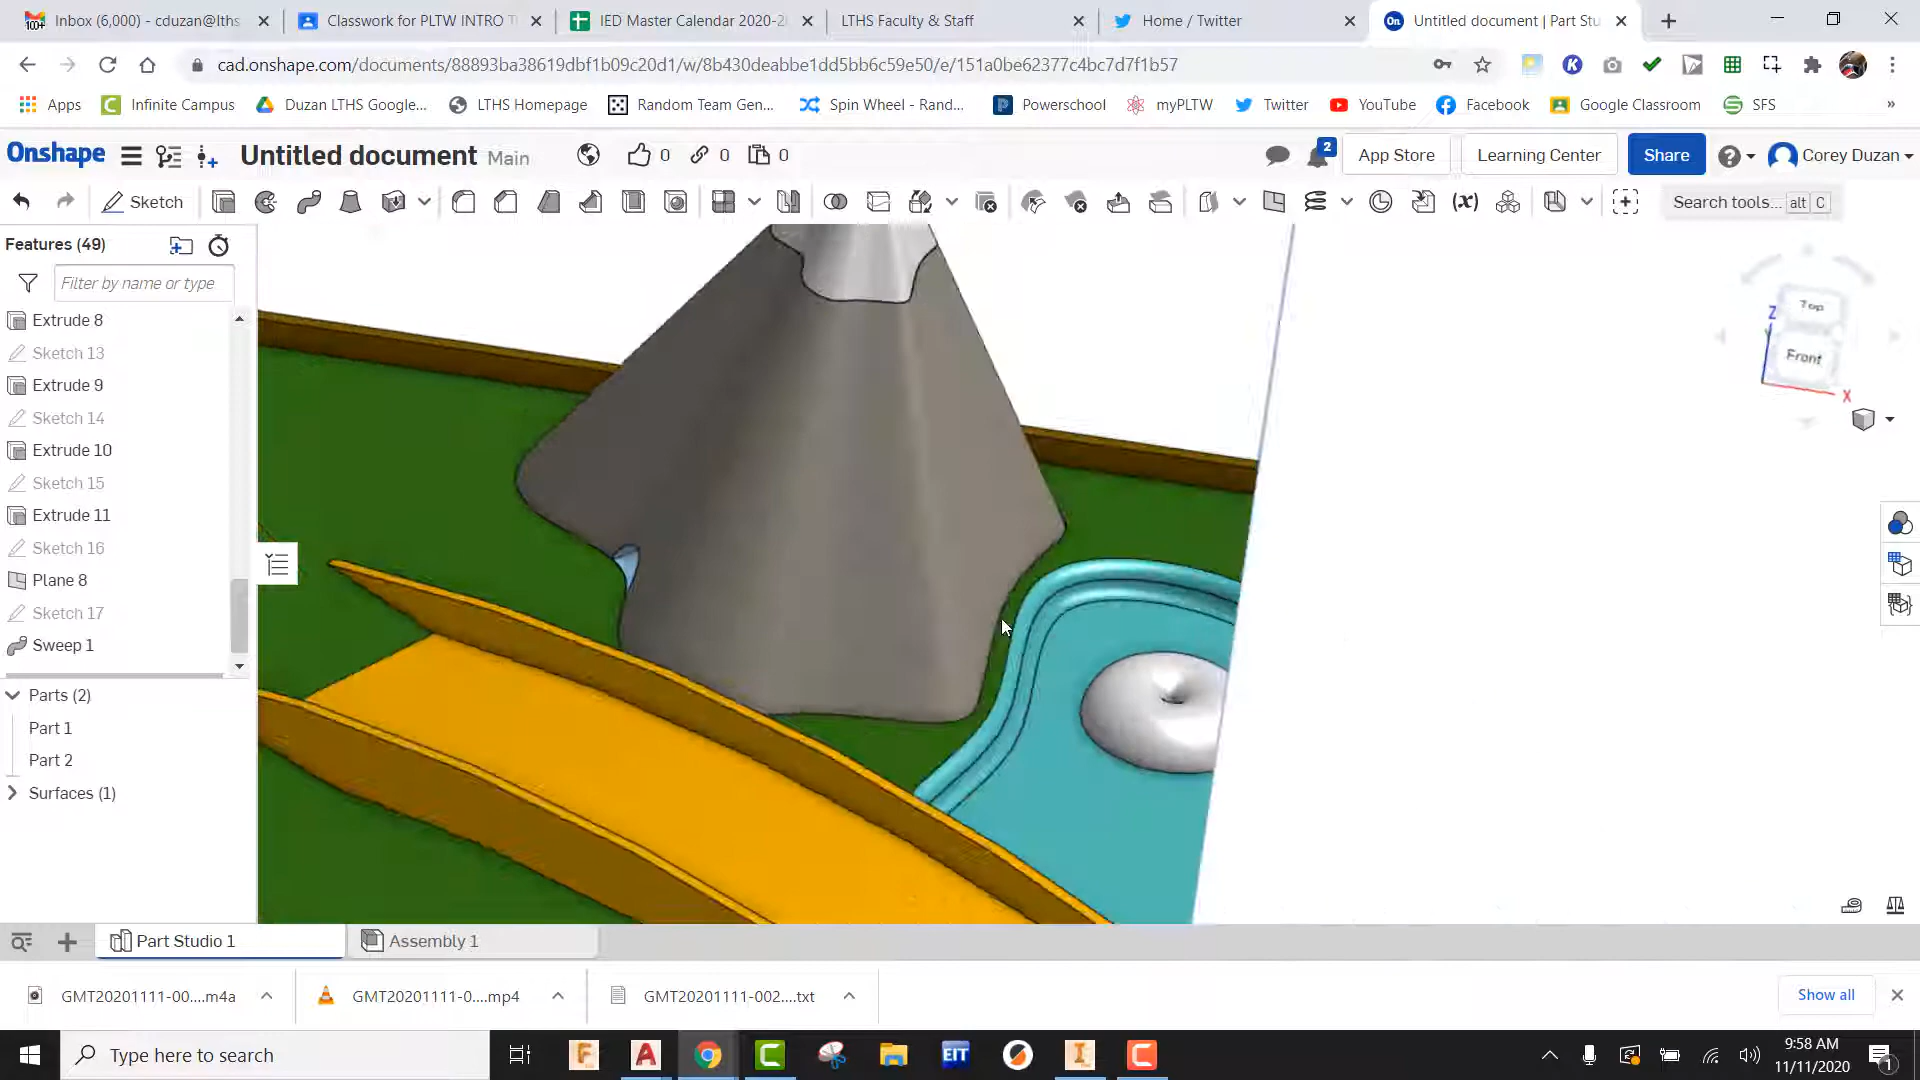 Inbox (6,000) - cduzan@lths
Classwork for PLTW INTRO T
IED Master Calendar 2020-2
LTHS Faculty & Staff
Home / Twitter
Untitled document | Part Stu
cad.onshape.com/documents/88893ba38619dbf1b09c20d1/w/8b430deabbe1dd5bb6c59e50/e/151a0be62377c4bc7d7f1b57
Apps
Infinite Campus
Duzan LTHS Google...
LTHS Homepage
Random Team Gen...
Spin Wheel - Rand...
Powerschool
myPLTW
Twitter
YouTube
Facebook
Google Classroom
SFS
»
Onshape
Untitled document Main
0
0
0
2
App Store
Learning Center
Share
Corey Duzan
Sketch
Search tools... alt C
Features (49)
Filter by name or type
Extrude 8
Sketch 13
Extrude 9
Sketch 14
Extrude 10
Sketch 15
Extrude 11
Sketch 16
Plane 8
Sketch 17
Sweep 1
Parts (2)
Part 1
Part 2
Surfaces (1)
Top
Front
Z
X
Part Studio 1
Assembly 1
GMT20201111-00....m4a
GMT20201111-0....mp4
GMT20201111-002....txt
Show all
Type here to search
EIT
9:58 AM
11/11/2020
1